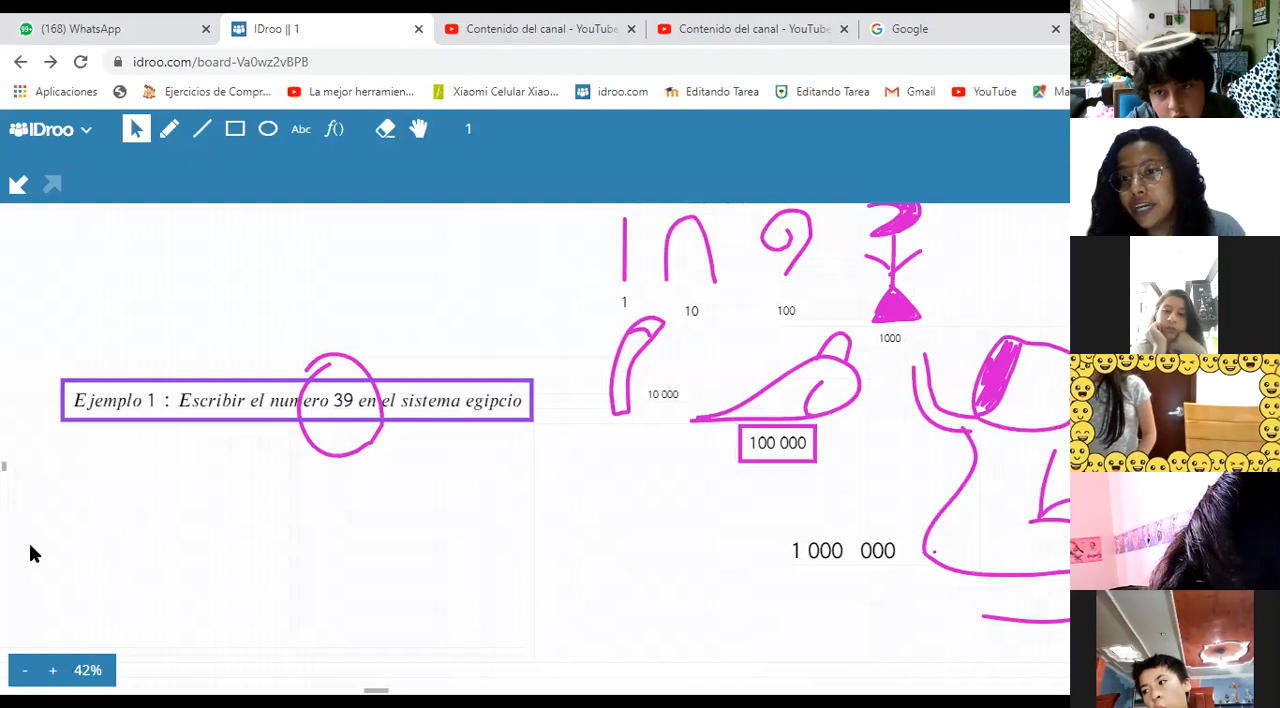 99+ (168) WhatsApp
IDroo || 1
Contenido del canal - YouTube
Contenido del canal - YouTube
Google
idroo.com/board-Va0wz2vBPB
Aplicaciones
Ejercicios de Compr...
La mejor herramien...
Xiaomi Celular Xiao...
idroo.com
Editando Tarea
Editando Tarea
Gmail
YouTube
Ma
IDroo
Abc
f()
1
1
10
100
1000
10 000
Ejemplo 1 : Escribir el numero 39 en el sistema egipcio
100 000
1 000 000
- + 42%